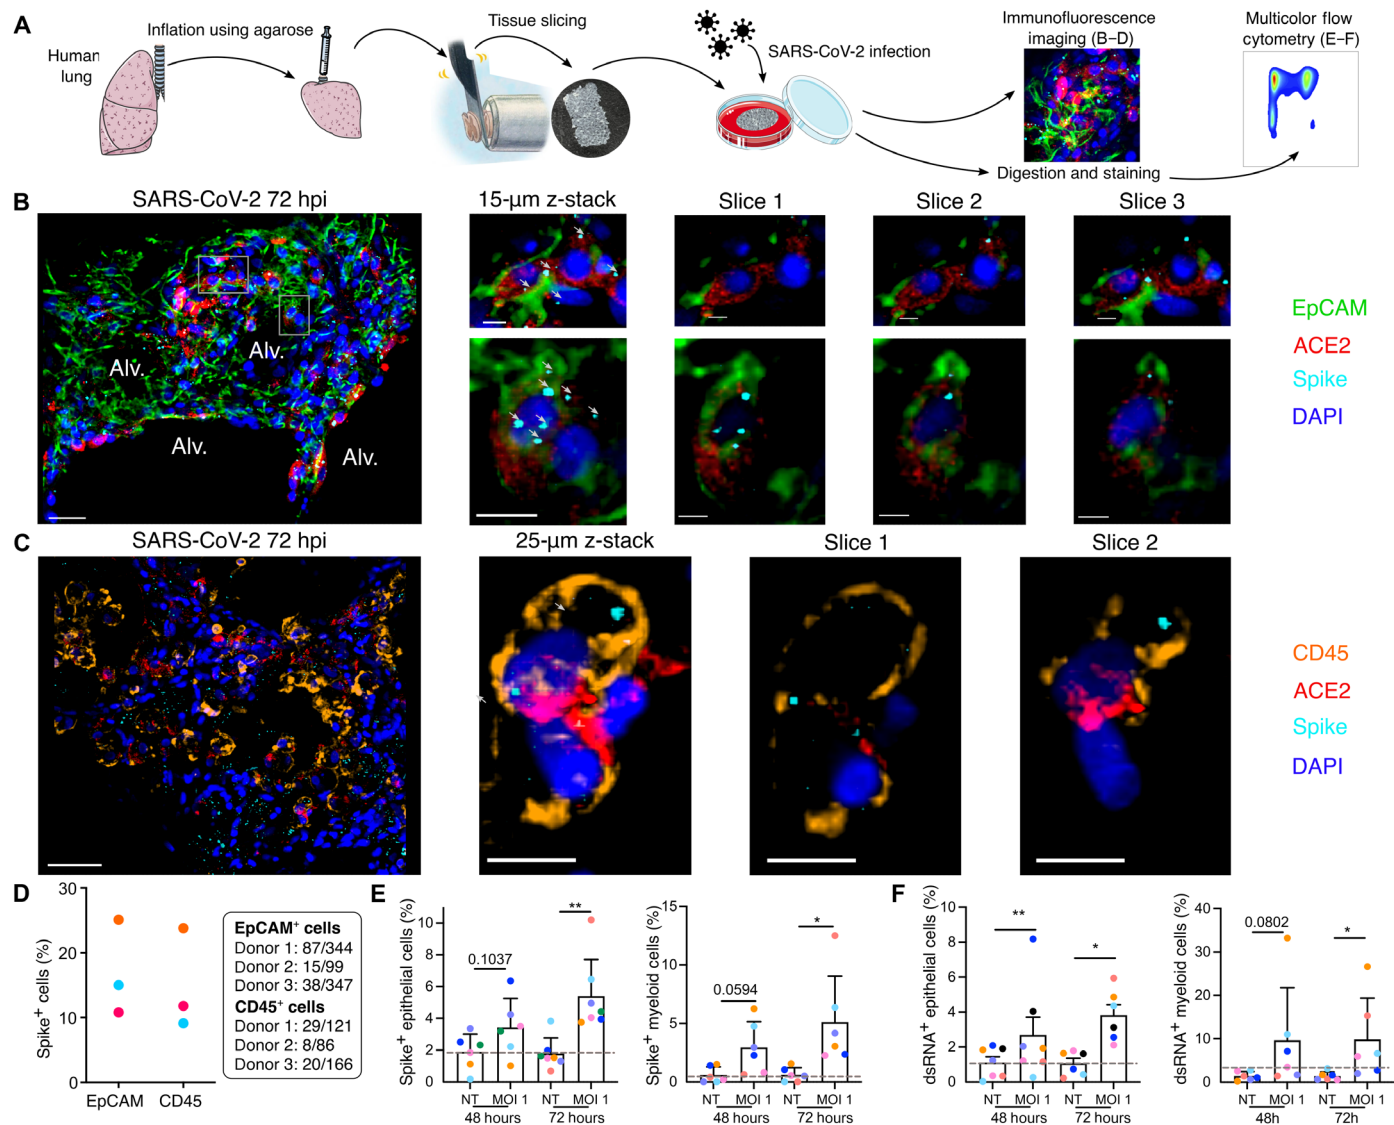 A
Human
lung
Inflation using agarose
Tissue slicing
SARS-CoV-2 infection
Immunofluorescence
imaging (B–D)
Multicolor flow
cytometry (E–F)
Digestion and staining
B
SARS-CoV-2 72 hpi
15-μm z-stack
Slice 1
Slice 2
Slice 3
Alv.
Alv.
Alv.
Alv.
EpCAM
ACE2
Spike
DAPI
C
SARS-CoV-2 72 hpi
25-μm z-stack
Slice 1
Slice 2
CD45
ACE2
Spike
DAPI
D
Spike+ cells (%)
30
20
10
0
EpCAM
CD45
EpCAM+ cells
Donor 1: 87/344
Donor 2: 15/99
Donor 3: 38/347
CD45+ cells
Donor 1: 29/121
Donor 2: 8/86
Donor 3: 20/166
E
Spike+ epithelial cells (%)
10
8
6
4
2
0
0.1037
**
NT
MOI 1
NT
MOI 1
48 hours
72 hours
Spike+ myeloid cells (%)
15
10
5
0
0.0594
*
NT
MOI 1
NT
MOI 1
48 hours
72 hours
F
dsRNA+ epithelial cells (%)
10
8
6
4
2
0
**
*
NT
MOI 1
NT
MOI 1
48 hours
72 hours
dsRNA+ myeloid cells (%)
40
30
20
10
0
0.0802
*
NT
MOI 1
NT
MOI 1
48h
72h